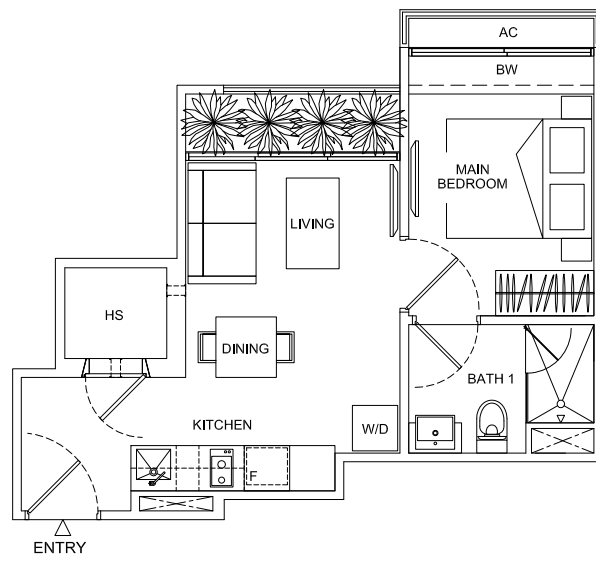 AC
BW
MAIN
BEDROOM
LIVING
HS
DINING
BATH 1
KITCHEN
W/D
F
ENTRY